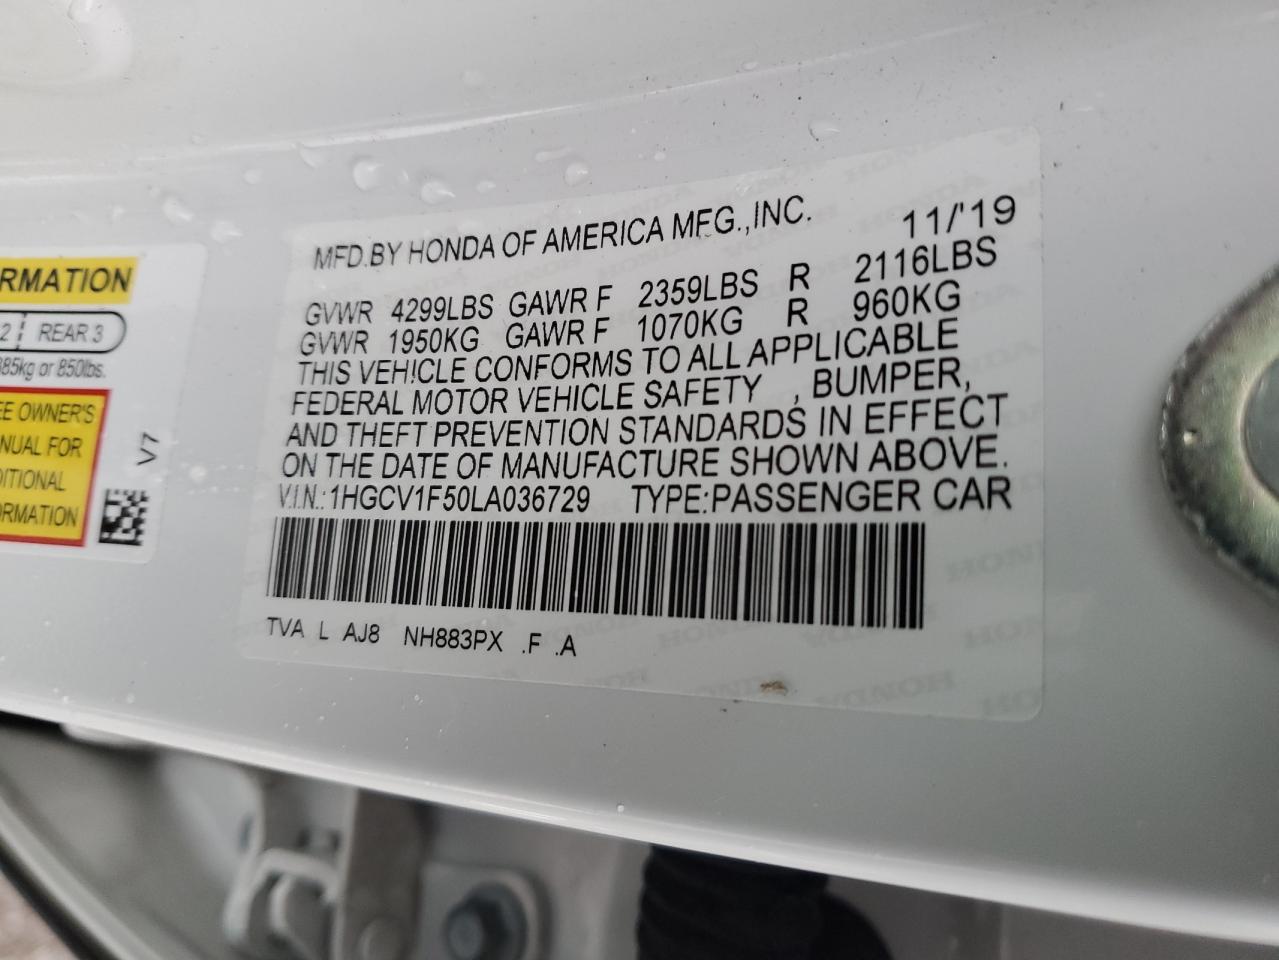 MFD.BY HONDA OF AMERICA MFG.,INC. 11/'19
GVWR 4299LBS GAWR F 2359LBS R 2116LBS
GVWR 1950KG GAWR F 1070KG R 960KG
THIS VEHICLE CONFORMS TO ALL APPLICABLE
FEDERAL MOTOR VEHICLE SAFETY , BUMPER,
AND THEFT PREVENTION STANDARDS IN EFFECT
ON THE DATE OF MANUFACTURE SHOWN ABOVE.
V.I.N.:1HGCV1F50LA036729 TYPE:PASSENGER CAR
TVA L AJ8 NH883PX .F .A
RMATION
2 REAR 3
385kg or 850lbs.
EE OWNER'S
NUAL FOR
DITIONAL
RMATION
V7